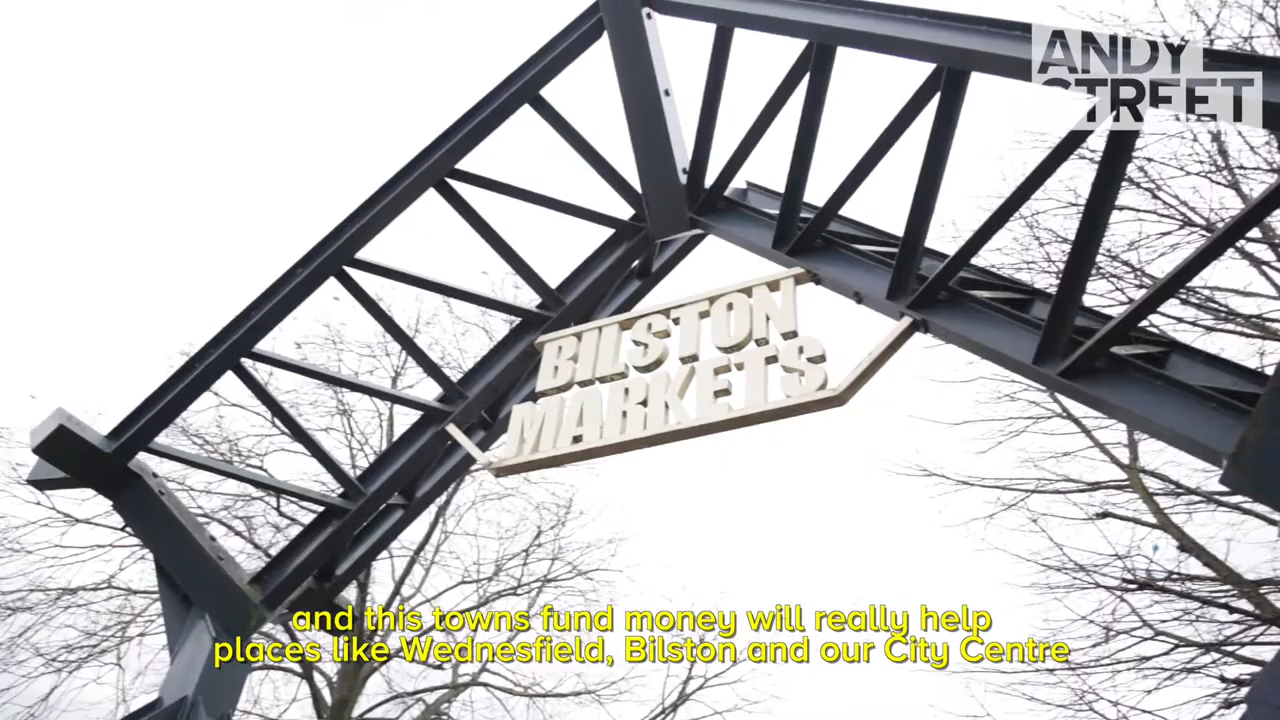 ANDY
STREET
BILSTON
MARKETS
and this towns fund money will really help
places like Wednesfield, Bilston and our City Centre